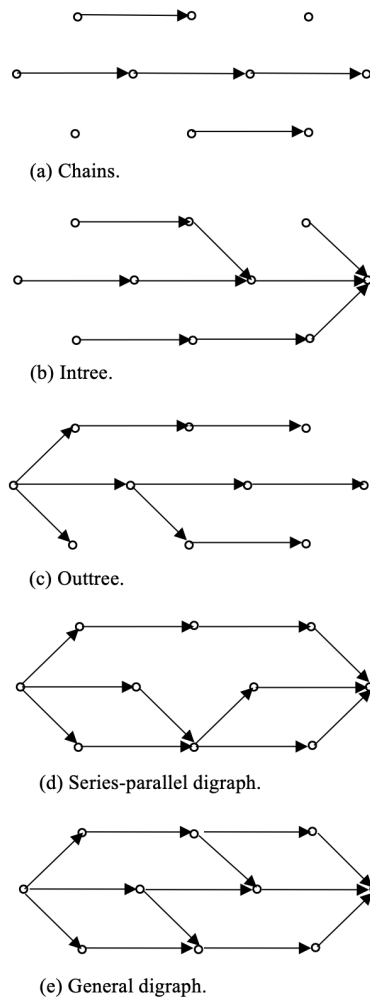 (a) Chains.
(b) Intree.
(c) Outtree.
(d) Series-parallel digraph.
(e) General digraph.